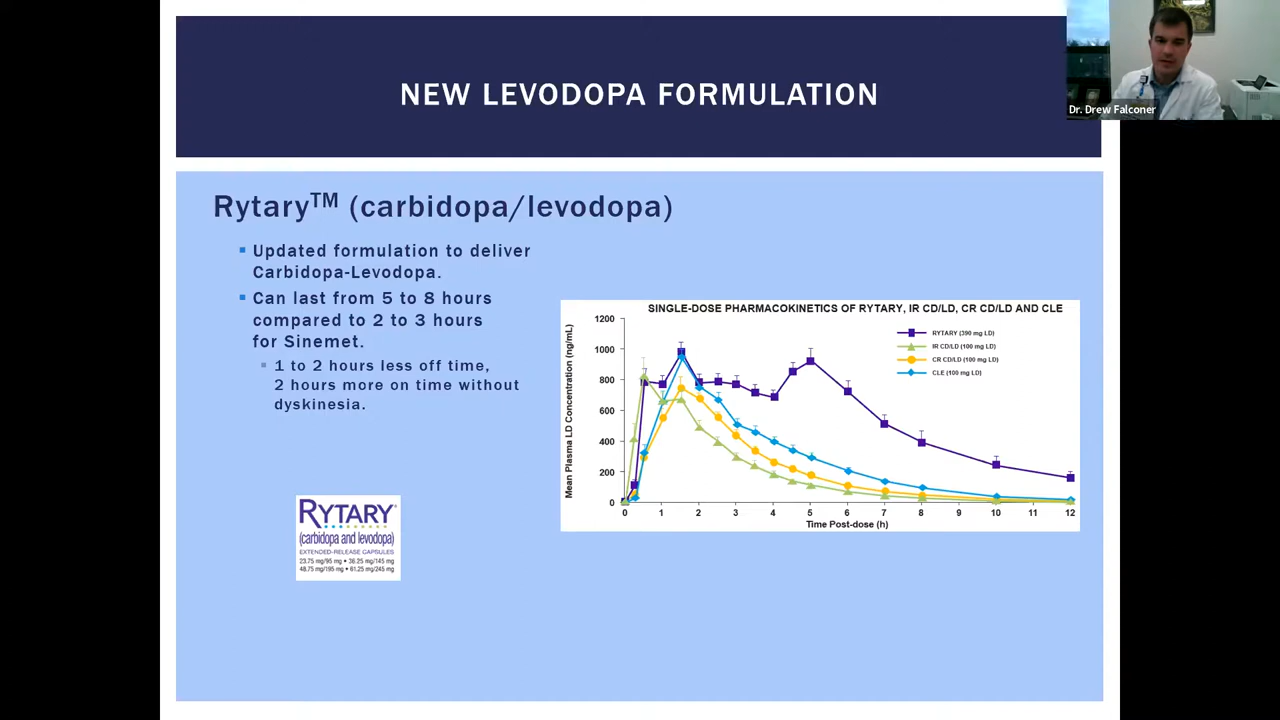 NEW LEVODOPA FORMULATION
Dr. Drew Falconer
Rytary™ (carbidopa/levodopa)
Updated formulation to deliver
Carbidopa-Levodopa.
Can last from 5 to 8 hours
compared to 2 to 3 hours
for Sinemet.
1 to 2 hours less off time,
2 hours more on time without
dyskinesia.
RYTARY®
(carbidopa and levodopa)
EXTENDED-RELEASE CAPSULES
23.75 mg/95 mg • 36.25 mg/145 mg
48.75 mg/195 mg • 61.25 mg/245 mg
SINGLE-DOSE PHARMACOKINETICS OF RYTARY, IR CD/LD, CR CD/LD AND CLE
Mean Plasma LD Concentration (ng/mL)
1200
1000
800
600
400
200
0
RYTARY (390 mg LD)
IR CD/LD (100 mg LD)
CR CD/LD (100 mg LD)
CLE (100 mg LD)
0 1 2 3 4 5 6 7 8 9 10 11 12
Time Post-dose (h)